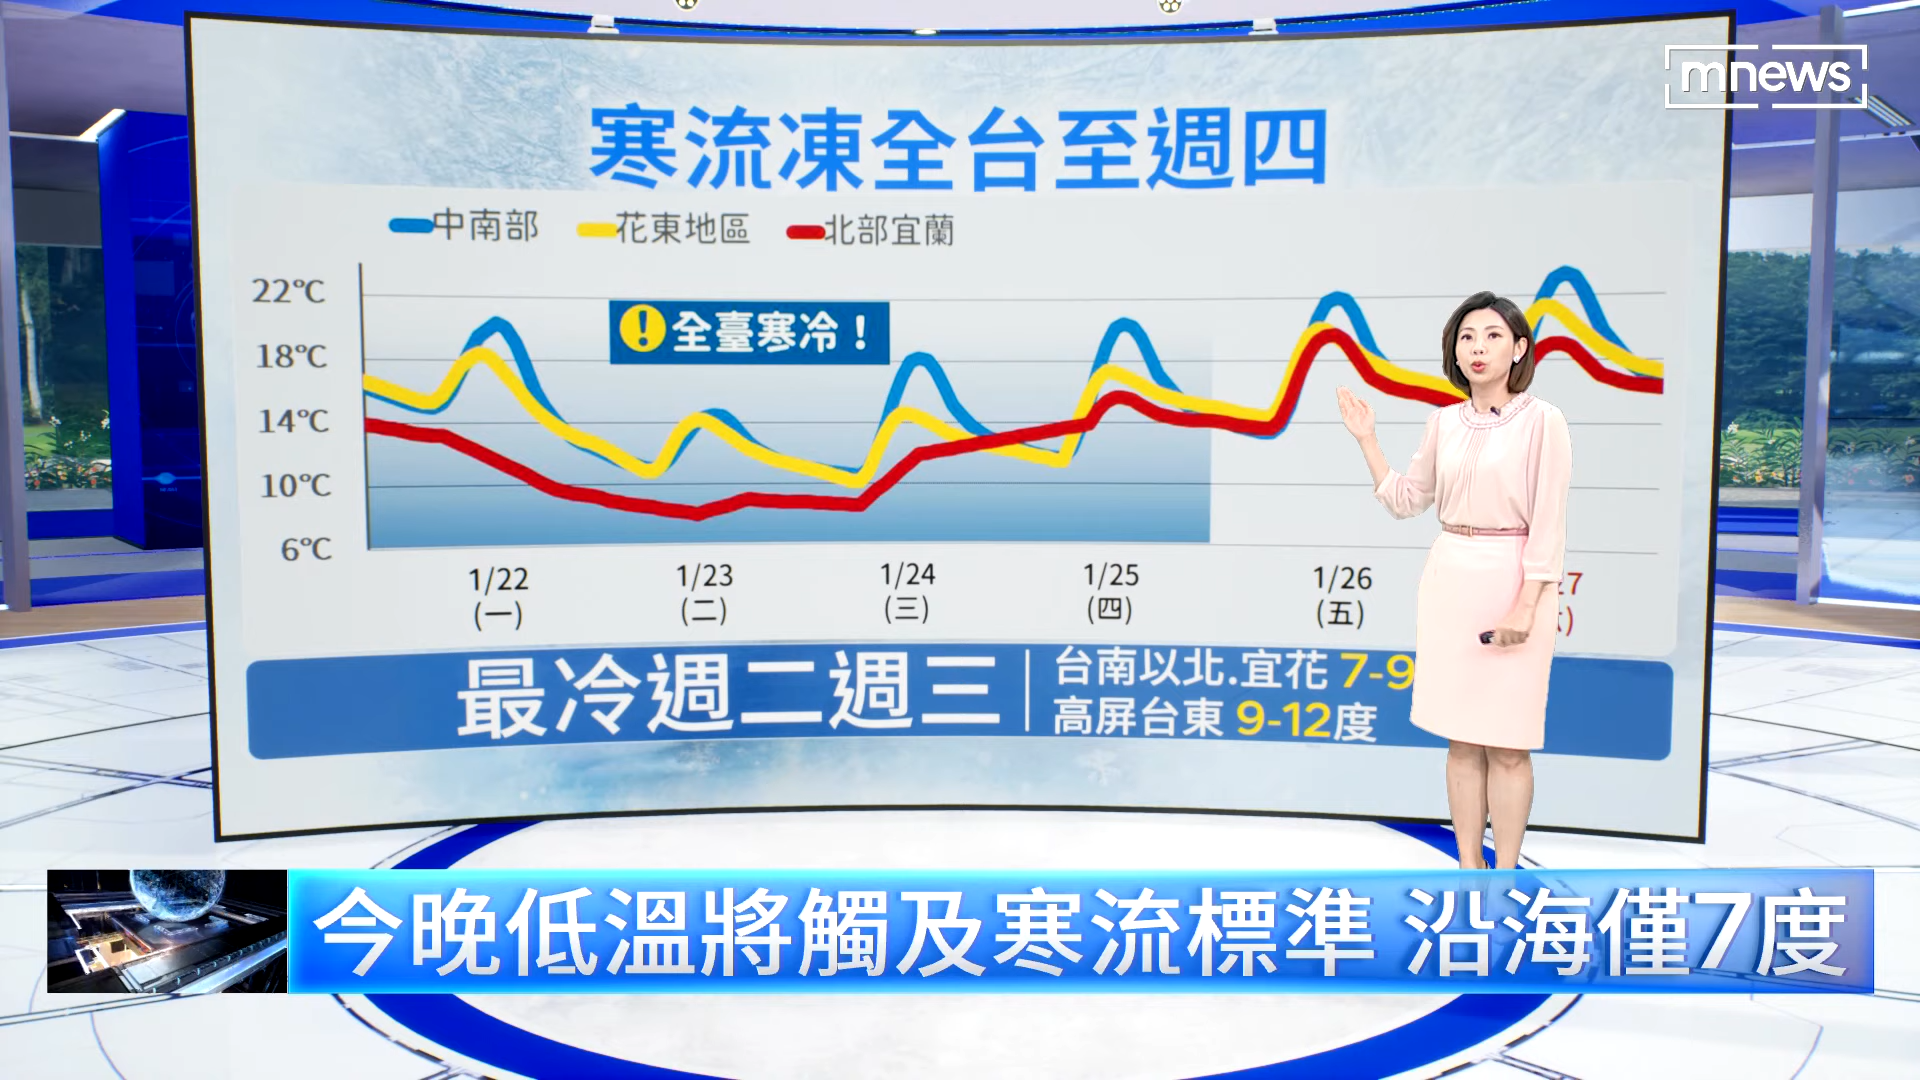 mnews
寒流凍全台至週四
中南部 花東地區 北部宜蘭
22℃
全臺寒冷！
18℃
14℃
10℃
6℃
1/22 1/23 1/24 1/25 1/26 27
(一) (二) (三) (四) (五)
最冷週二週三
台南以北.宜花 7-9
高屏台東 9-12度
今晚低溫將觸及寒流標準 沿海僅7度